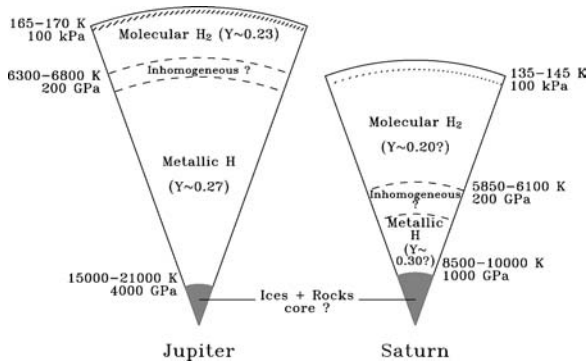 165−170 K
100 kPa
Molecular H₂ (Y~0.23)
6300−6800 K
200 GPa
Inhomogeneous ?
Metallic H
(Y~0.27)
15000−21000 K
4000 GPa
135−145 K
100 kPa
Molecular H₂
(Y~0.20?)
5850−6100 K
200 GPa
Inhomogeneous
?
Metallic
H
(Y~
0.30?)
8500−10000 K
1000 GPa
Ices + Rocks
core ?
Jupiter
Saturn